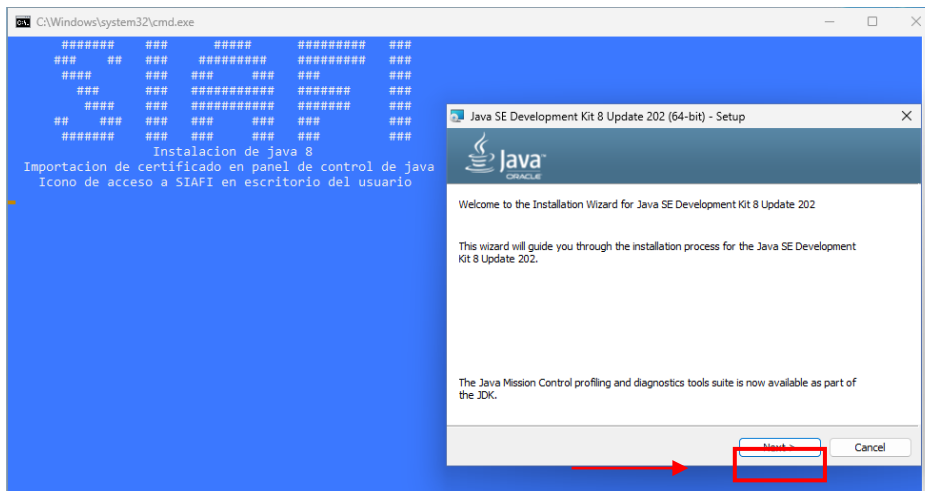 C:\Windows\system32\cmd.exe
SIAFI
Instalacion de java 8
Importacion de certificado en panel de control de java
Icono de acceso a SIAFI en escritorio del usuario
Java SE Development Kit 8 Update 202 (64-bit) - Setup
Java
ORACLE
Welcome to the Installation Wizard for Java SE Development Kit 8 Update 202
This wizard will guide you through the installation process for the Java SE Development
Kit 8 Update 202.
The Java Mission Control profiling and diagnostics tools suite is now available as part of
the JDK.
Next >
Cancel